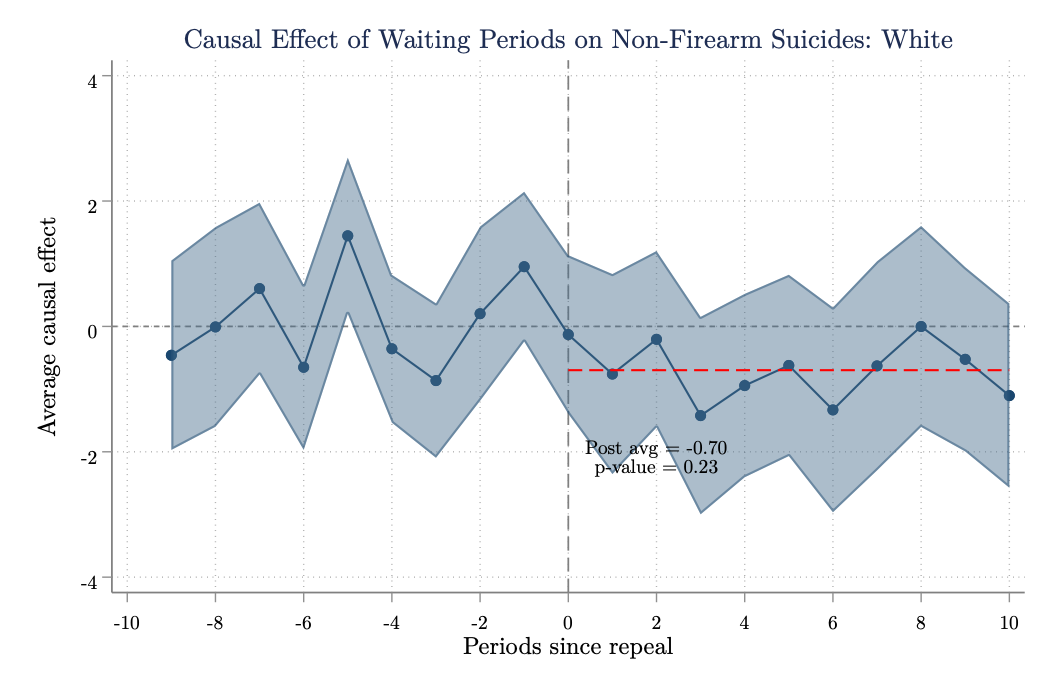 Causal Effect of Waiting Periods on Non-Firearm Suicides: White
4
2
0
-2
-4
Average causal effect
Post avg = -0.70
p-value = 0.23
-10 -8 -6 -4 -2 0 2 4 6 8 10
Periods since repeal